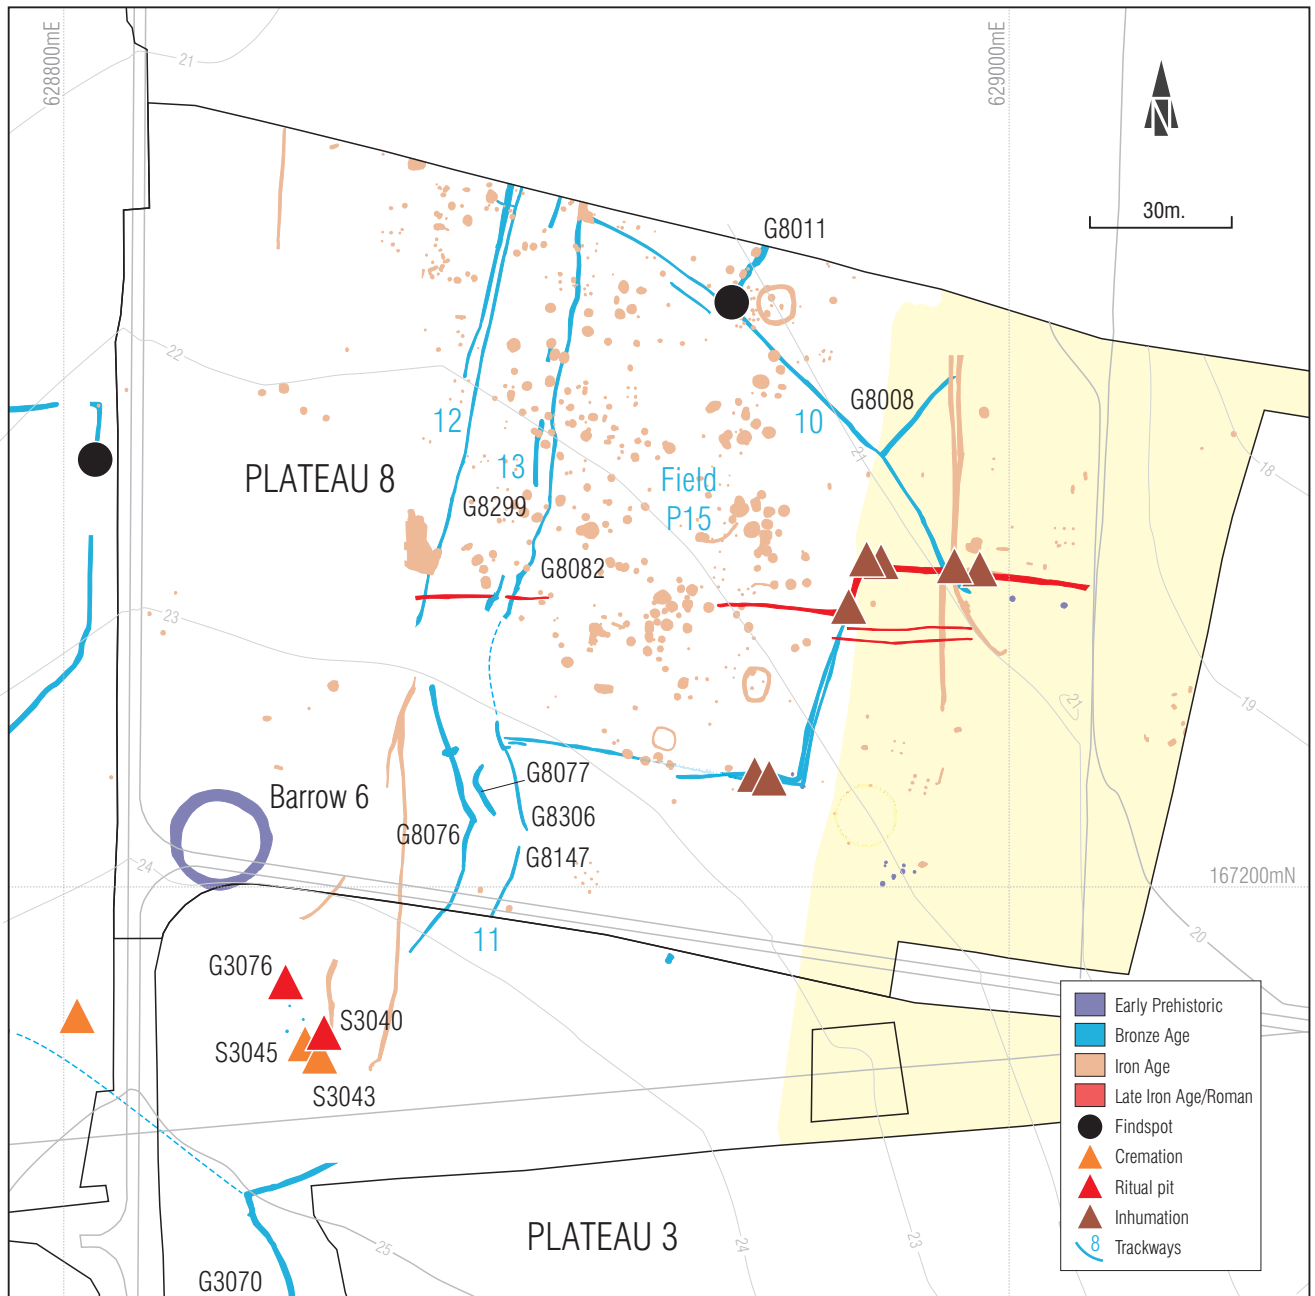 628800mE
629000mE
21
N
30m.
G8011
22
12
G8008
10
21
13
Field
P15
18
PLATEAU 8
G8299
G8082
23
21
19
Barrow 6
G8077
G8306
G8076
G8147
24
167200mN
11
20
G3076
S3040
S3045
S3043
Early Prehistoric
Bronze Age
Iron Age
Late Iron Age/Roman
Findspot
Cremation
Ritual pit
Inhumation
8 Trackways
PLATEAU 3
25
24
23
G3070